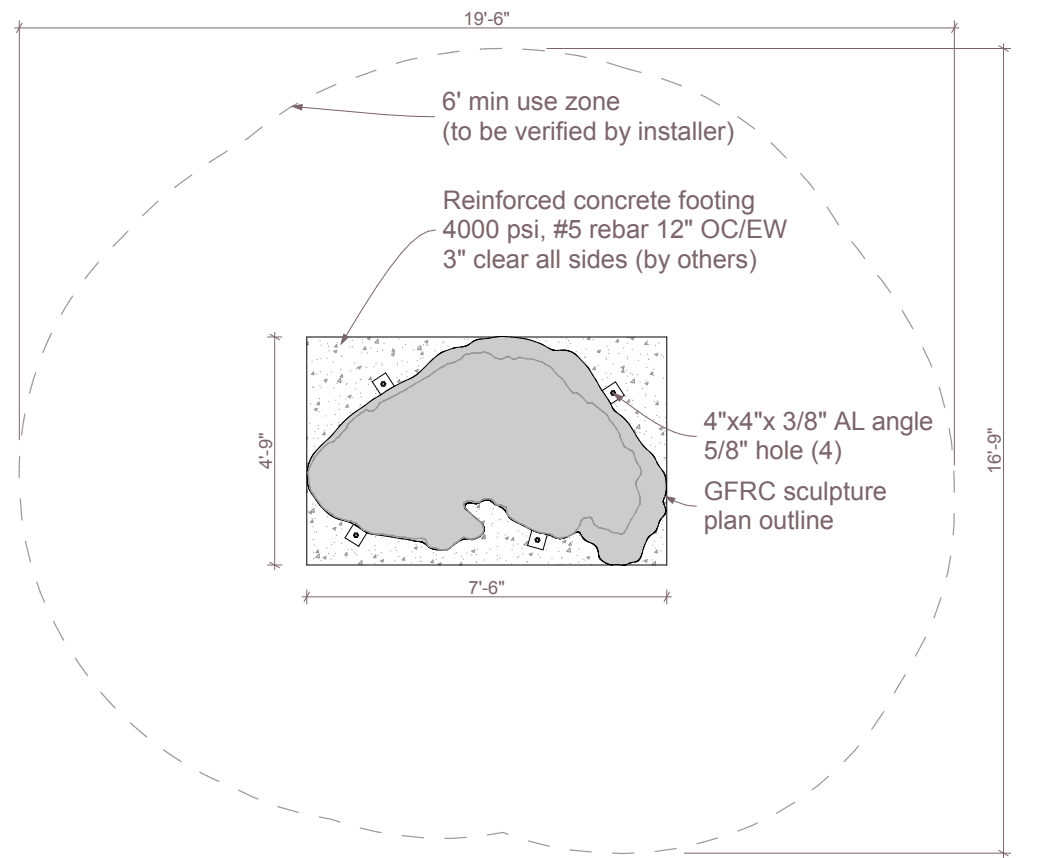 19'-6"
6' min use zone
(to be verified by installer)
Reinforced concrete footing
4000 psi, #5 rebar 12" OC/EW
3" clear all sides (by others)
4"x4"x 3/8" AL angle
5/8" hole (4)
GFRC sculpture
plan outline
4'-9"
16'-9"
7'-6"